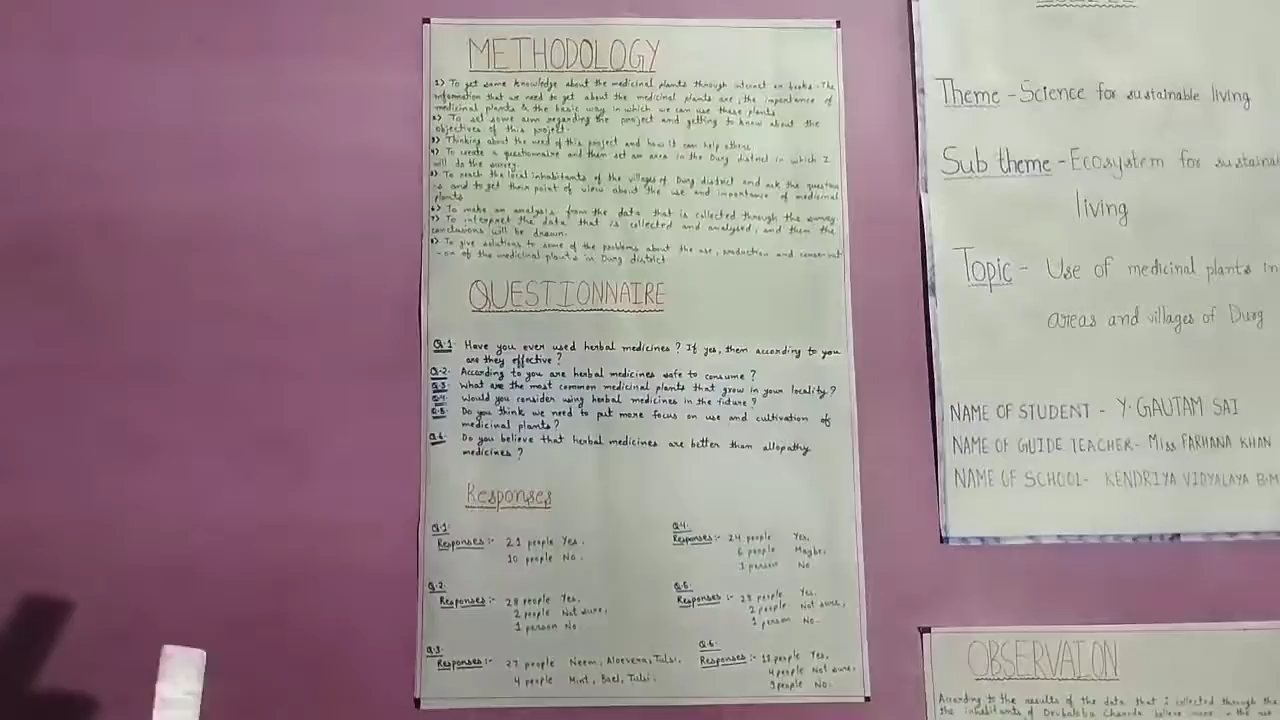 METHODOLOGY
1) To get some knowledge about the medicinal plants through internet or books. The
information that we need to get about the medicinal plants are, the importance of
medicinal plants & the basic way in which we can use these plants
2) To set some aim regarding the project and getting to know about the
objectives of this project.
3) Thinking about the need of this project and how it can help others
4) To create a questionnaire and them set an area in the Durg district in which I
will do the survey.
5) To reach the local inhabitants of the villages of Durg district and ask the question
-s and to get their point of view about the use and importance of medicinal
plants
6) To make an analysis from the data that is collected through the survey.
7) To interpret the data that is collected and analysed, and them the
conclusions will be drawn.
8) To give solutions to some of the problems about the use, production and conservat
-on of the medicinal plants in Durg district
QUESTIONNAIRE
Q.1- Have you ever used herbal medicines? If yes, then according to you
are they effective?
Q.2- According to you are herbal medicines safe to consume?
Q.3- What are the most common medicinal plants that grow in your locality?
Q.4- Would you consider using herbal medicines in the future?
Q.5- Do you think we need to put more focus on use and cultivation of
medicinal plants?
Q.6- Do you believe that herbal medicines are better than allopathy
medicines?
Responses
Q.1-
Responses:- 21 people Yes.
10 people No.
Q.2-
Responses:- 28 people Yes.
2 people Not sure.
1 person No.
Q.3-
Responses:- 27 people Neem, Aloevera, Tulsi.
4 people Mint, Bael, Tulsi.
Q.4-
Responses:- 24 people Yes.
6 people Maybe.
1 person No
Q.5-
Responses:- 28 people Yes.
2 people Not sure.
1 person No.
Q.6-
Responses:- 18 people Yes.
4 people Not sure.
9 people No.
Theme - Science for sustainable living
Sub theme - Ecosystem for sustainal
living
Topic - Use of medicinal plants in
areas and villages of Durg
NAME OF STUDENT - Y. GAUTAM SAI
NAME OF GUIDE TEACHER- Miss FARHANA KHAN
NAME OF SCHOOL- KENDRIYA VIDYALAYA BM
OBSERVAION
According to the results of the data that I collected through the
the inhabitants of Chanda believe more the use